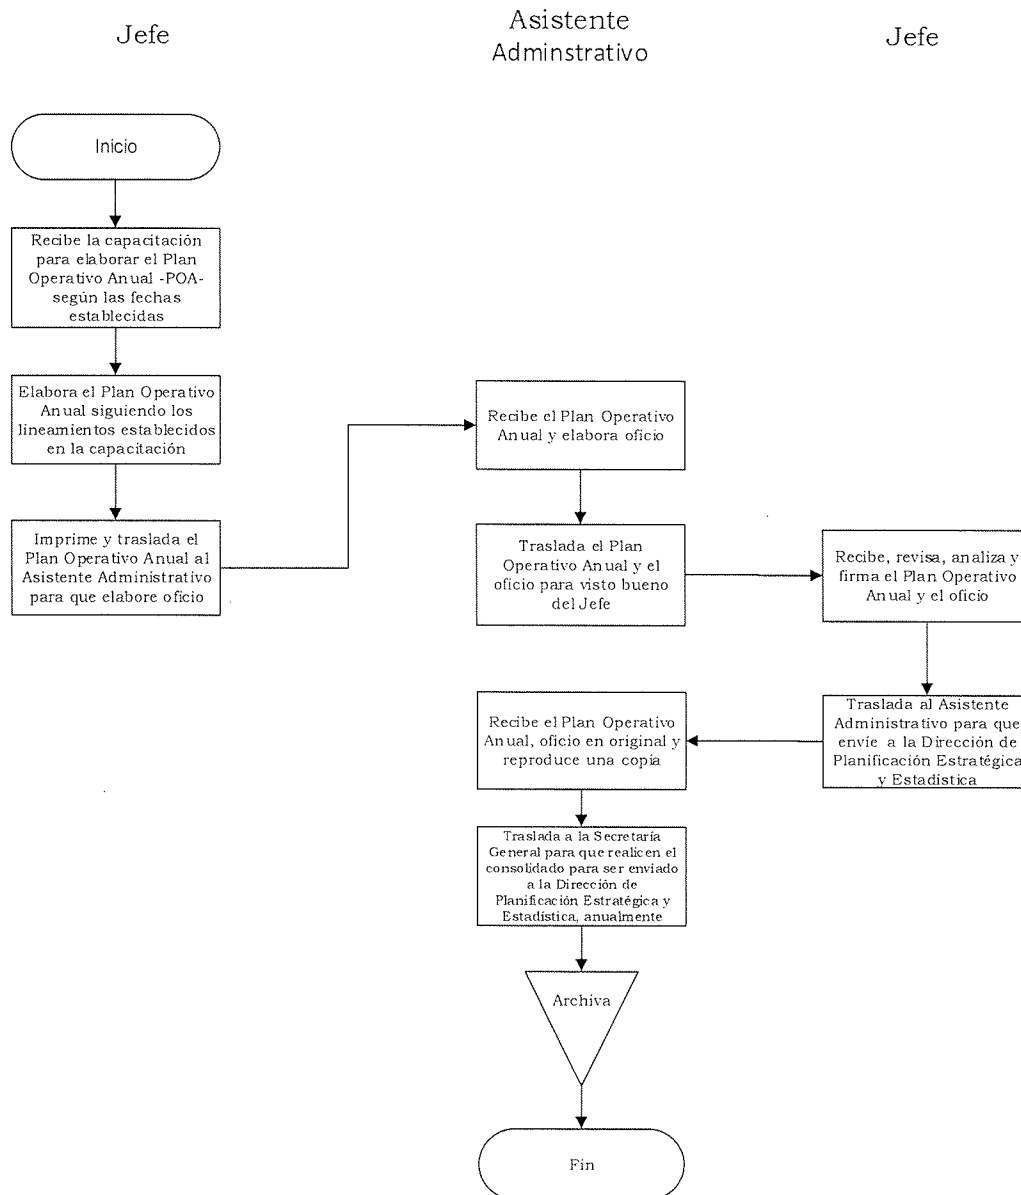 Jefe
Asistente
Adminstrativo
Jefe
Inicio
Recibe la capacitación
para elaborar el Plan
Operativo Anual -POA-
según las fechas
establecidas
Elabora el Plan Operativo
Anual siguiendo los
lineamientos establecidos
en la capacitación
Imprime y traslada el
Plan Operativo Anual al
Asistente Administrativo
para que elabore oficio
Recibe el Plan Operativo
Anual y elabora oficio
Traslada el Plan
Operativo Anual y el
oficio para visto bueno
del Jefe
Recibe, revisa, analiza y
firma el Plan Operativo
Anual y el oficio
Traslada al Asistente
Administrativo para que
envíe a la Dirección de
Planificación Estratégica
y Estadística
Recibe el Plan Operativo
Anual, oficio en original y
reproduce una copia
Traslada a la Secretaría
General para que realicen el
consolidado para ser enviado
a la Dirección de
Planificación Estratégica y
Estadística, anualmente
Archiva
Fin